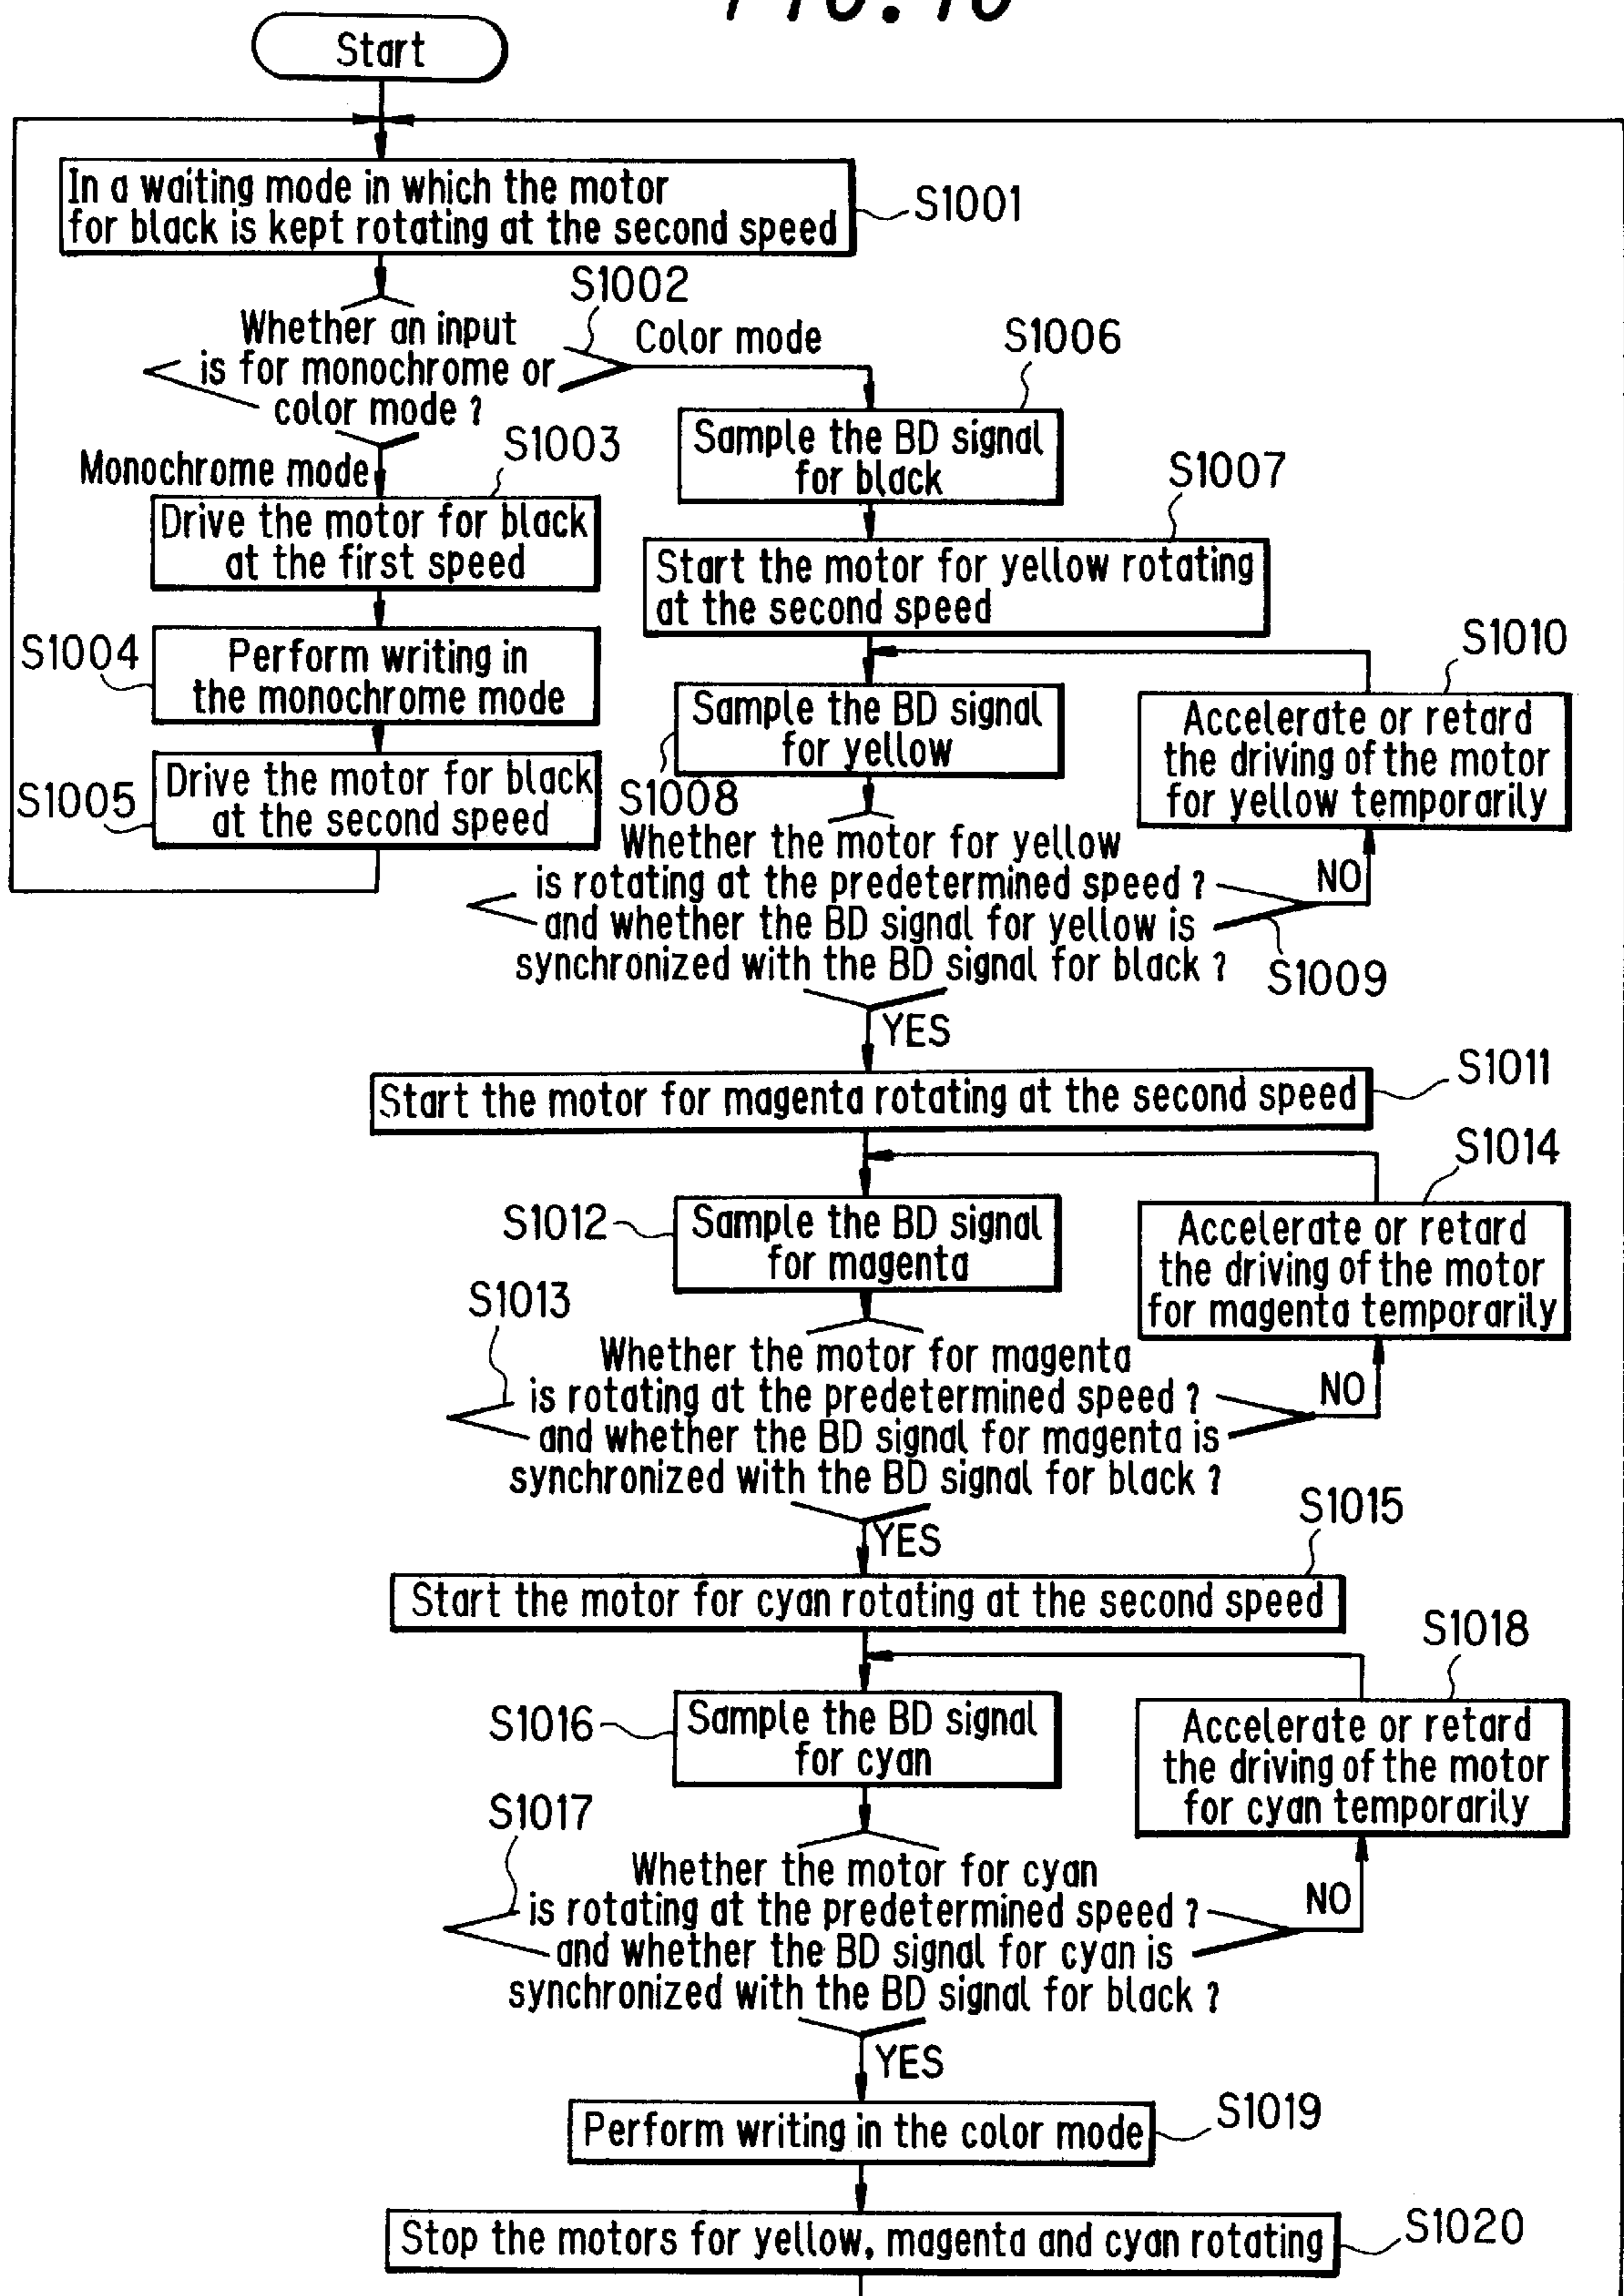 FIG. 10
Start
In a waiting mode in which the motor
for black is kept rotating at the second speed
S1001
S1002
Whether an input
is for monochrome or
color mode ?
Color mode
Monochrome mode
S1003
Drive the motor for black
at the first speed
S1004
Perform writing in
the monochrome mode
S1005
Drive the motor for black
at the second speed
S1006
Sample the BD signal
for black
S1007
Start the motor for yellow rotating
at the second speed
S1008
Sample the BD signal
for yellow
S1010
Accelerate or retard
the driving of the motor
for yellow temporarily
Whether the motor for yellow
is rotating at the predetermined speed ?
and whether the BD signal for yellow is
synchronized with the BD signal for black ?
NO
S1009
YES
Start the motor for magenta rotating at the second speed
S1011
S1014
S1012
Sample the BD signal
for magenta
Accelerate or retard
the driving of the motor
for magenta temporarily
S1013
Whether the motor for magenta
is rotating at the predetermined speed ?
and whether the BD signal for magenta is
synchronized with the BD signal for black ?
NO
YES
S1015
Start the motor for cyan rotating at the second speed
S1018
S1016
Sample the BD signal
for cyan
Accelerate or retard
the driving of the motor
for cyan temporarily
S1017
Whether the motor for cyan
is rotating at the predetermined speed ?
and whether the BD signal for cyan is
synchronized with the BD signal for black ?
NO
YES
Perform writing in the color mode
S1019
Stop the motors for yellow, magenta and cyan rotating
S1020